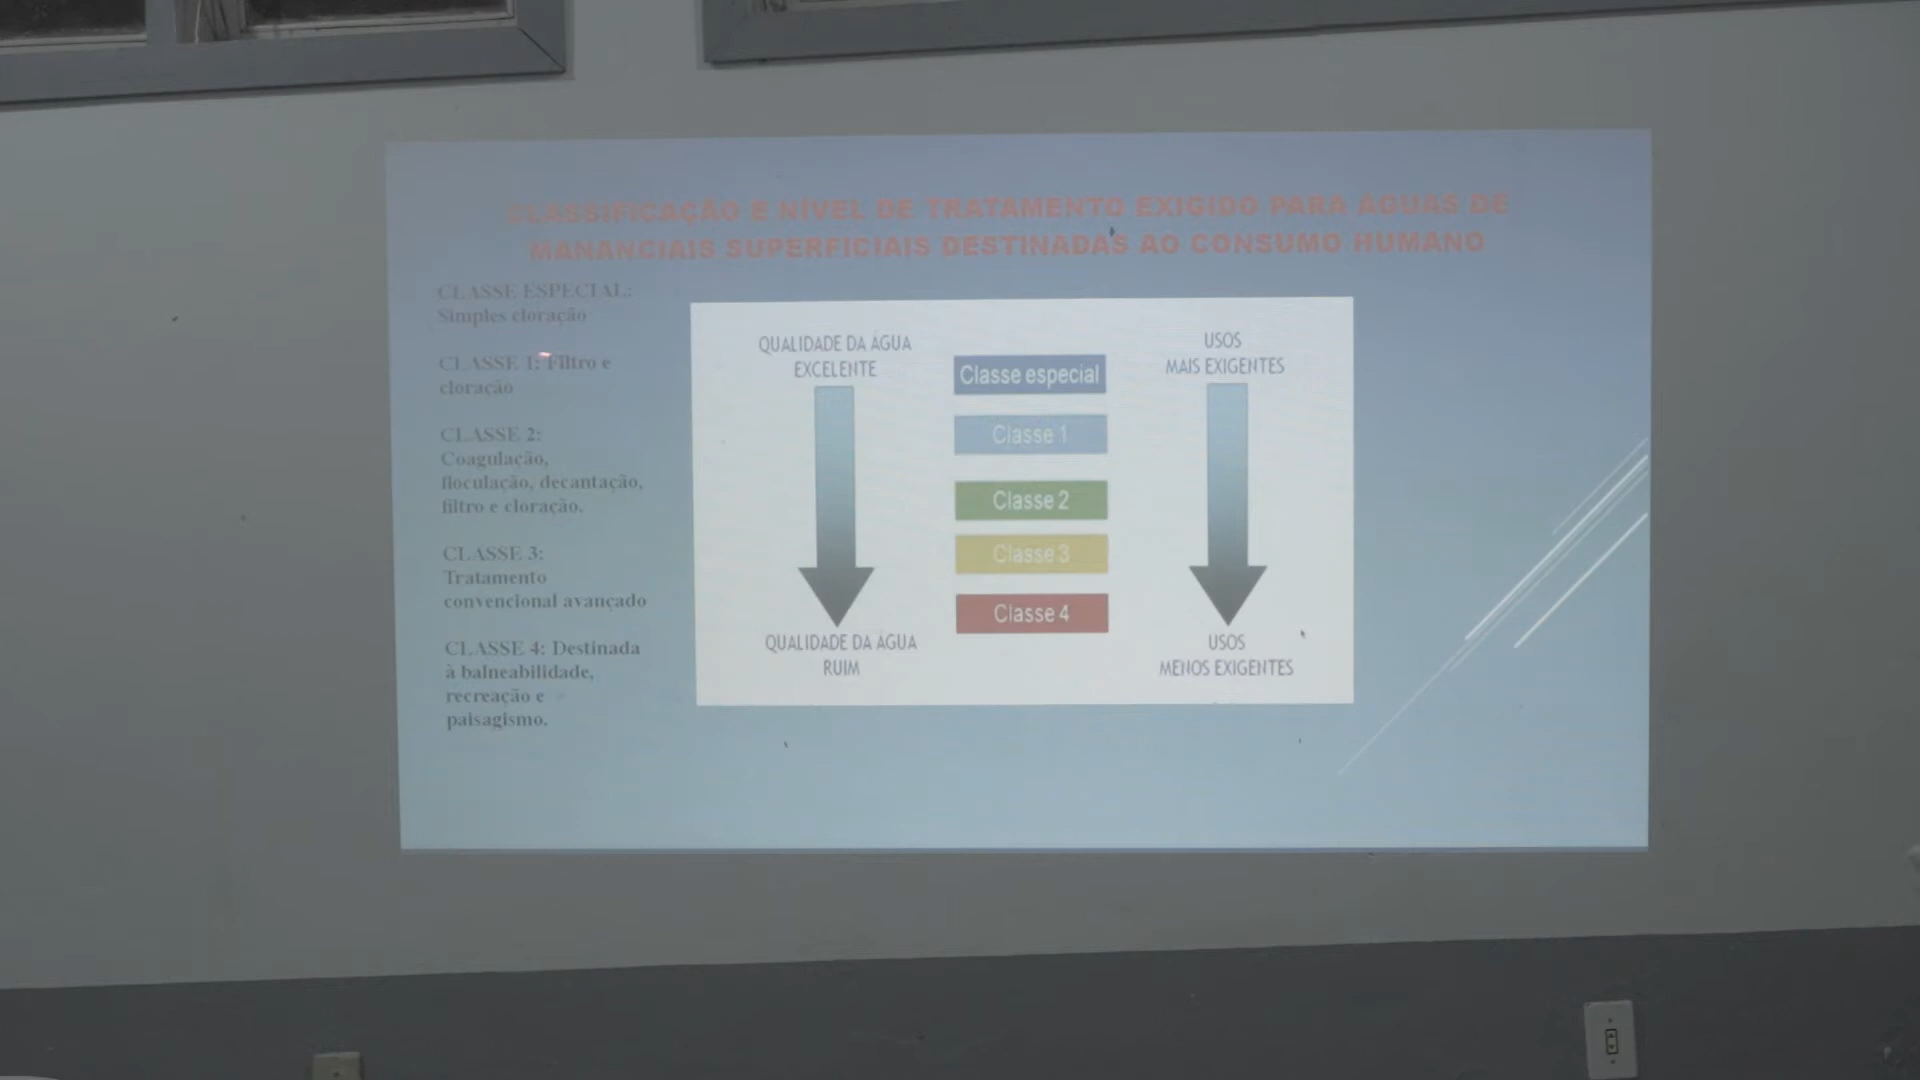 CLASSIFICAÇÃO E NÍVEL DE TRATAMENTO EXIGIDO PARA ÁGUAS DE
MANANCIAIS SUPERFICIAIS DESTINADAS AO CONSUMO HUMANO
CLASSE ESPECIAL:
Simples cloração
CLASSE 1: Filtro e
cloração
CLASSE 2:
Coagulação,
floculação, decantação,
filtro e cloração.
CLASSE 3:
Tratamento
convencional avançado
CLASSE 4: Destinada
à balneabilidade,
recreação e
paisagismo.
QUALIDADE DA ÁGUA
EXCELENTE
QUALIDADE DA ÁGUA
RUIM
Classe especial
Classe 1
Classe 2
Classe 3
Classe 4
USOS
MAIS EXIGENTES
USOS
MENOS EXIGENTES